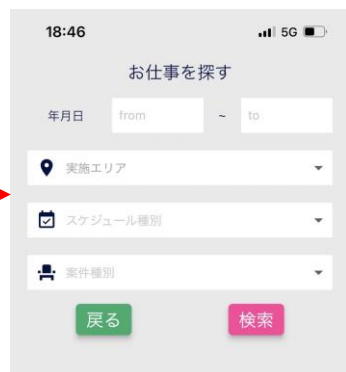 18:46 5G
お仕事を探す
年月日 from ~ to
実施エリア
スケジュール種別
案件種別
戻る 検索